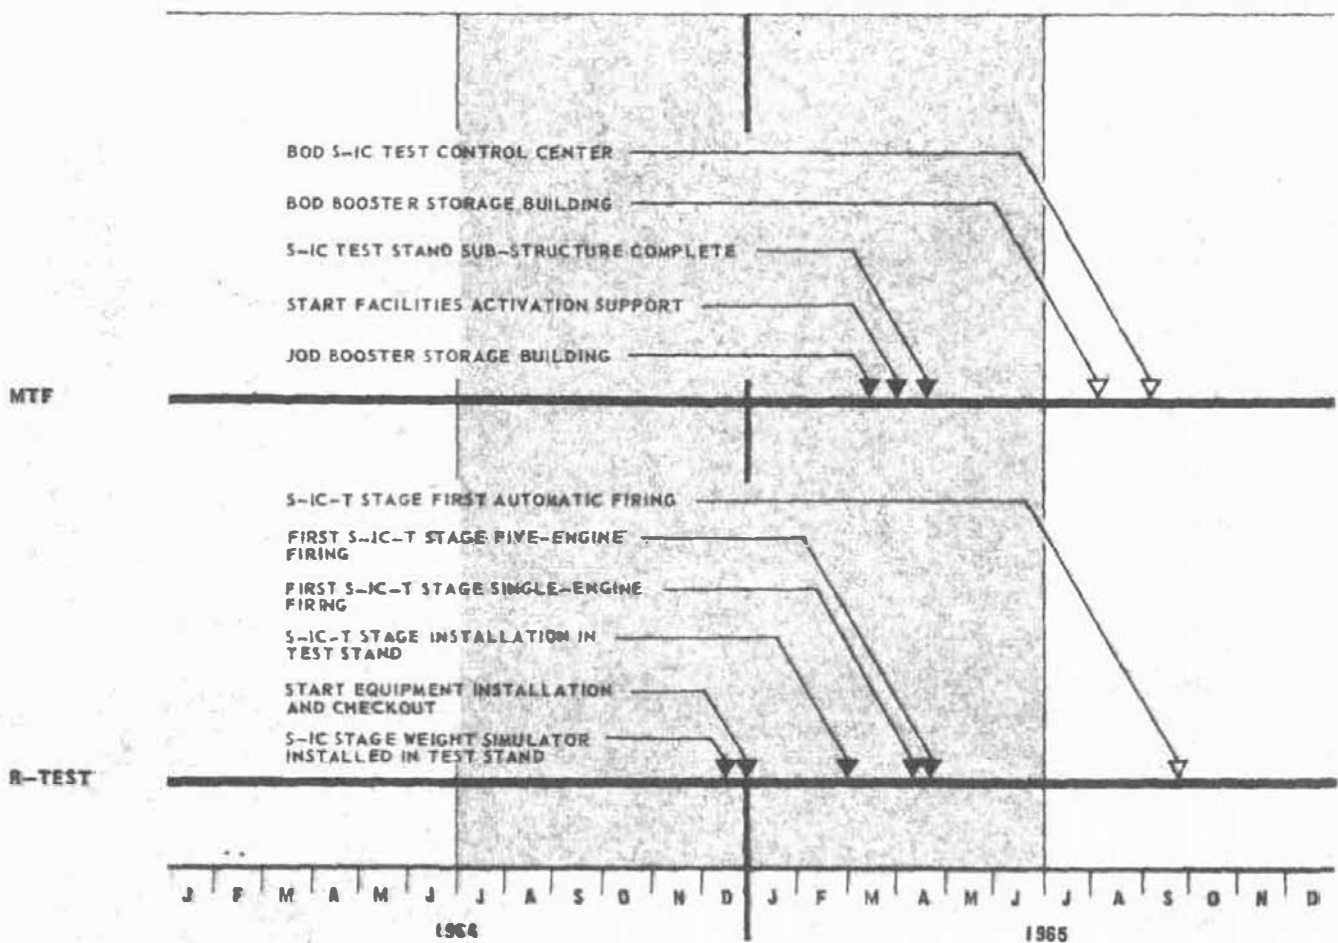 BOD S-IC TEST CONTROL CENTER
BOD BOOSTER STORAGE BUILDING
S-IC TEST STAND SUB-STRUCTURE COMPLETE
START FACILITIES ACTIVATION SUPPORT
JOD BOOSTER STORAGE BUILDING
MTF
S-IC-T STAGE FIRST AUTOMATIC FIRING
FIRST S-IC-T STAGE FIVE-ENGINE
FIRING
FIRST S-IC-T STAGE SINGLE-ENGINE
FIRING
S-IC-T STAGE INSTALLATION IN
TEST STAND
START EQUIPMENT INSTALLATION
AND CHECKOUT
S-IC STAGE WEIGHT SIMULATOR
INSTALLED IN TEST STAND
R-TEST
J F M A M J J A S O N D J F M A M J J A S O N D
1964 1965